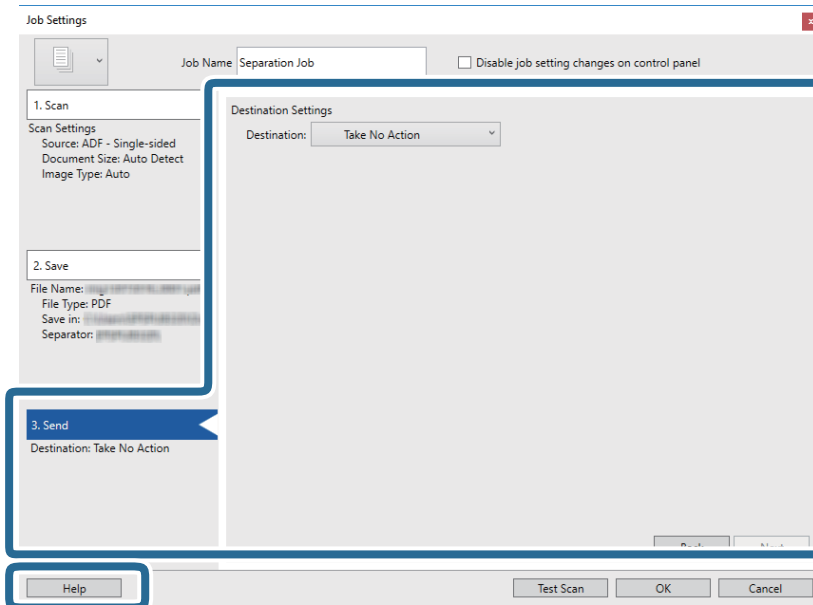 Job Settings
Job Name Separation Job
Disable job setting changes on control panel
1. Scan
Scan Settings
Source: ADF - Single-sided
Document Size: Auto Detect
Image Type: Auto
2. Save
File Name:
File Type: PDF
Save in:
Separator:
3. Send
Destination: Take No Action
Destination Settings
Destination: Take No Action
Help
Test Scan
OK
Cancel